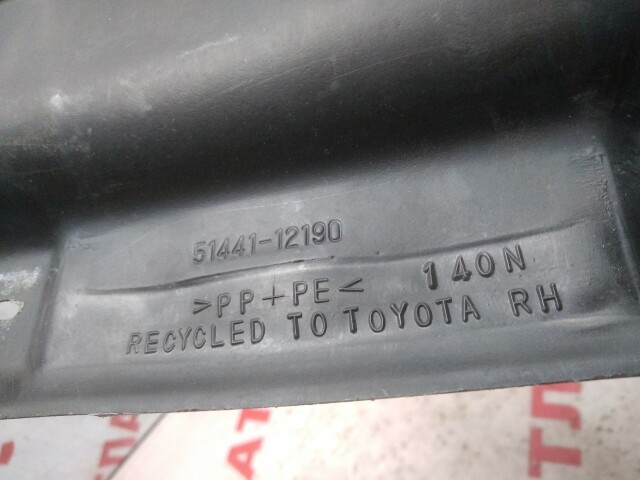 51441-12190
>PP+PE< 140N
RECYCLED TO TOYOTA RH